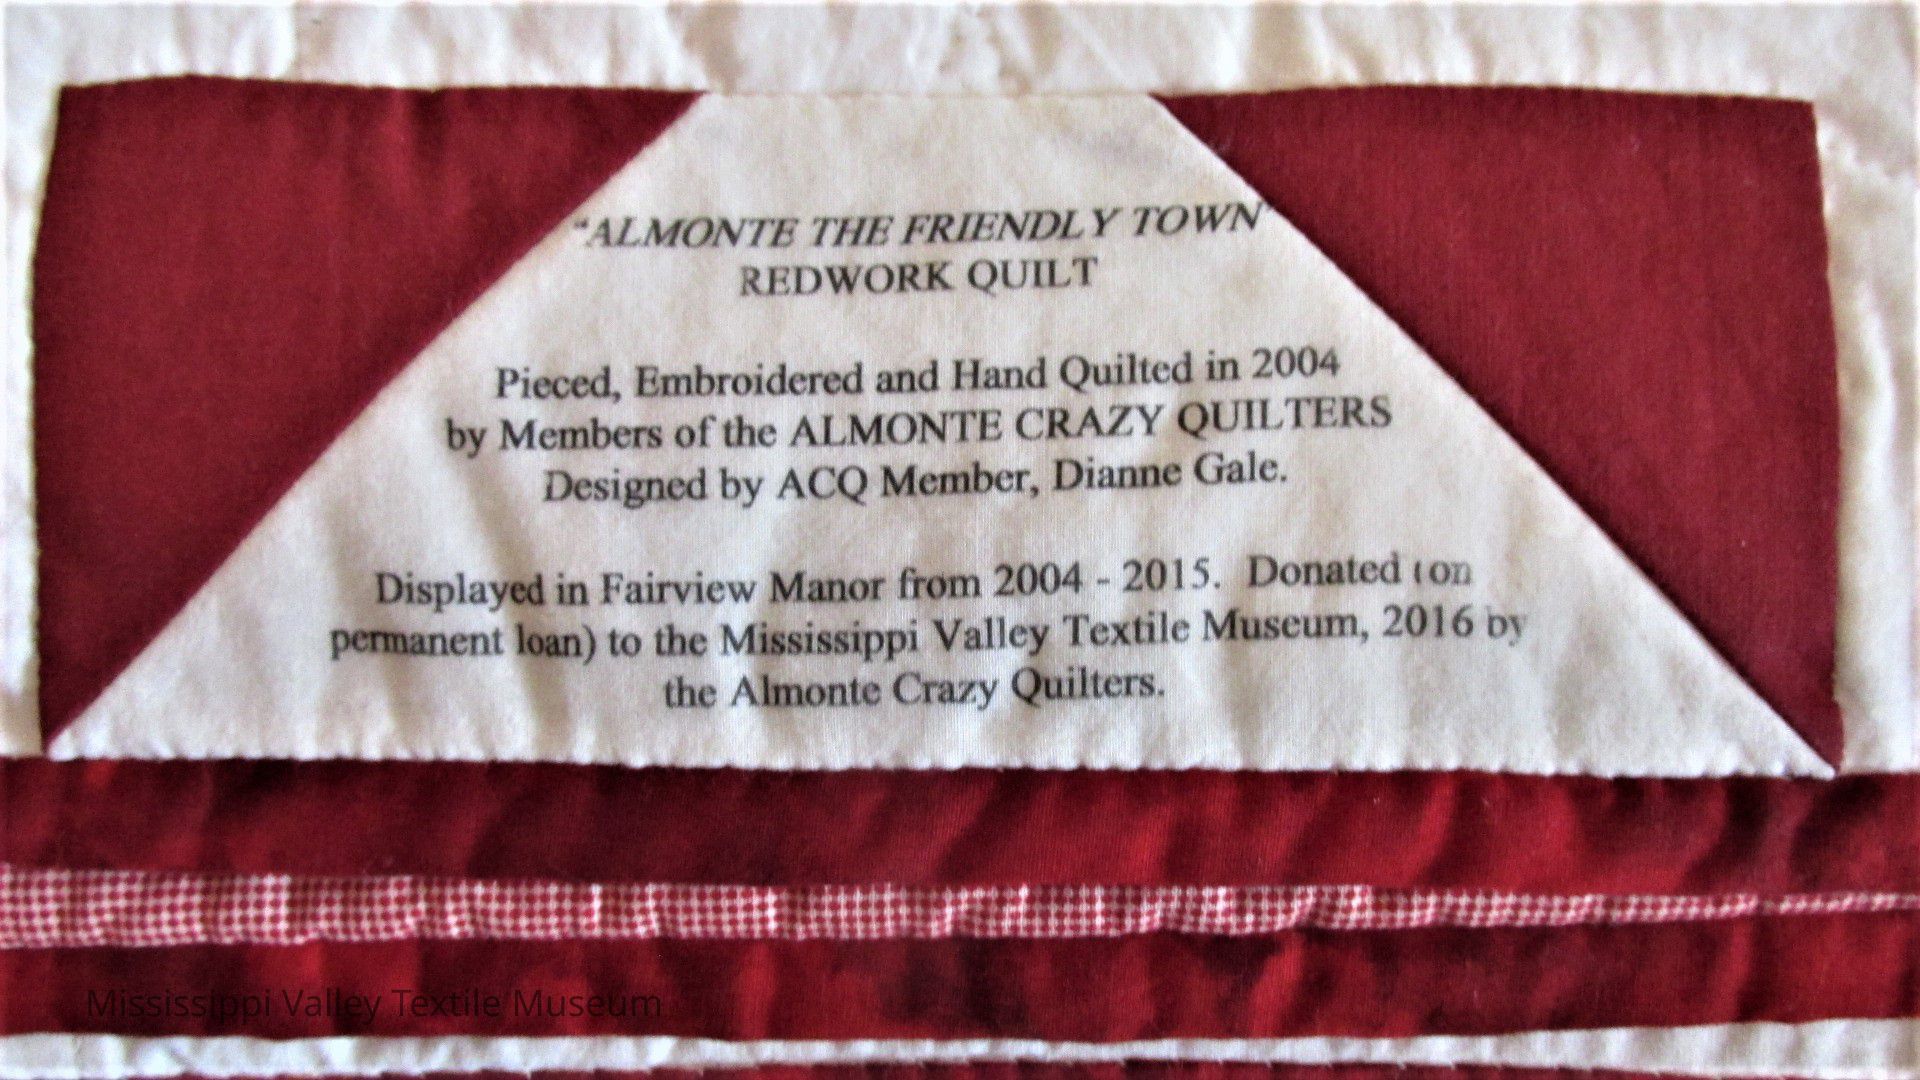 "ALMONTE THE FRIENDLY TOWN"
REDWORK QUILT
Pieced, Embroidered and Hand Quilted in 2004
by Members of the ALMONTE CRAZY QUILTERS
Designed by ACQ Member, Dianne Gale.
Displayed in Fairview Manor from 2004 - 2015. Donated (on
permanent loan) to the Mississippi Valley Textile Museum, 2016 by
the Almonte Crazy Quilters.
Mississippi Valley Textile Museum